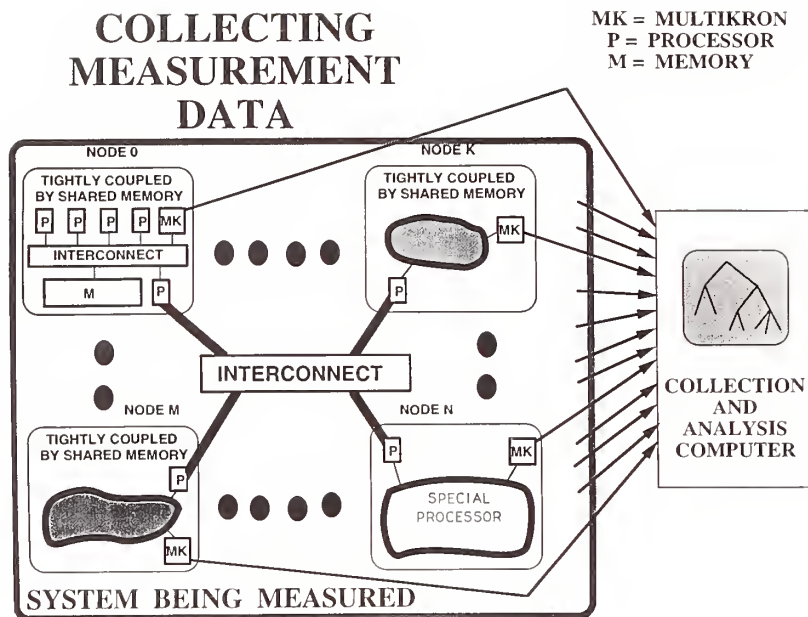 COLLECTING
MEASUREMENT
DATA
MK = MULTIKRON
P = PROCESSOR
M = MEMORY
NODE 0
TIGHTLY COUPLED
BY SHARED MEMORY
P P P P MK
INTERCONNECT
M
P
NODE K
TIGHTLY COUPLED
BY SHARED MEMORY
MK
P
INTERCONNECT
NODE M
TIGHTLY COUPLED
BY SHARED MEMORY
P
MK
NODE N
P
MK
SPECIAL
PROCESSOR
COLLECTION
AND
ANALYSIS
COMPUTER
SYSTEM BEING MEASURED